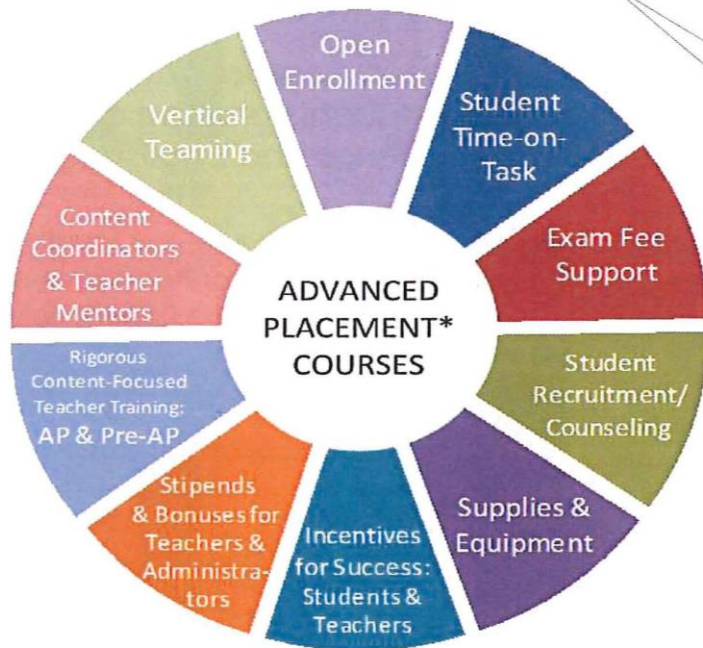 Open
Enrollment
Student
Time-on-
Task
Exam Fee
Support
Student
Recruitment/
Counseling
Supplies &
Equipment
Incentives
for Success:
Students &
Teachers
Stipends
& Bonuses for
Teachers &
Administra-
tors
Rigorous
Content-Focused
Teacher Training:
AP & Pre-AP
Content
Coordinators
& Teacher
Mentors
Vertical
Teaming
ADVANCED
PLACEMENT*
COURSES